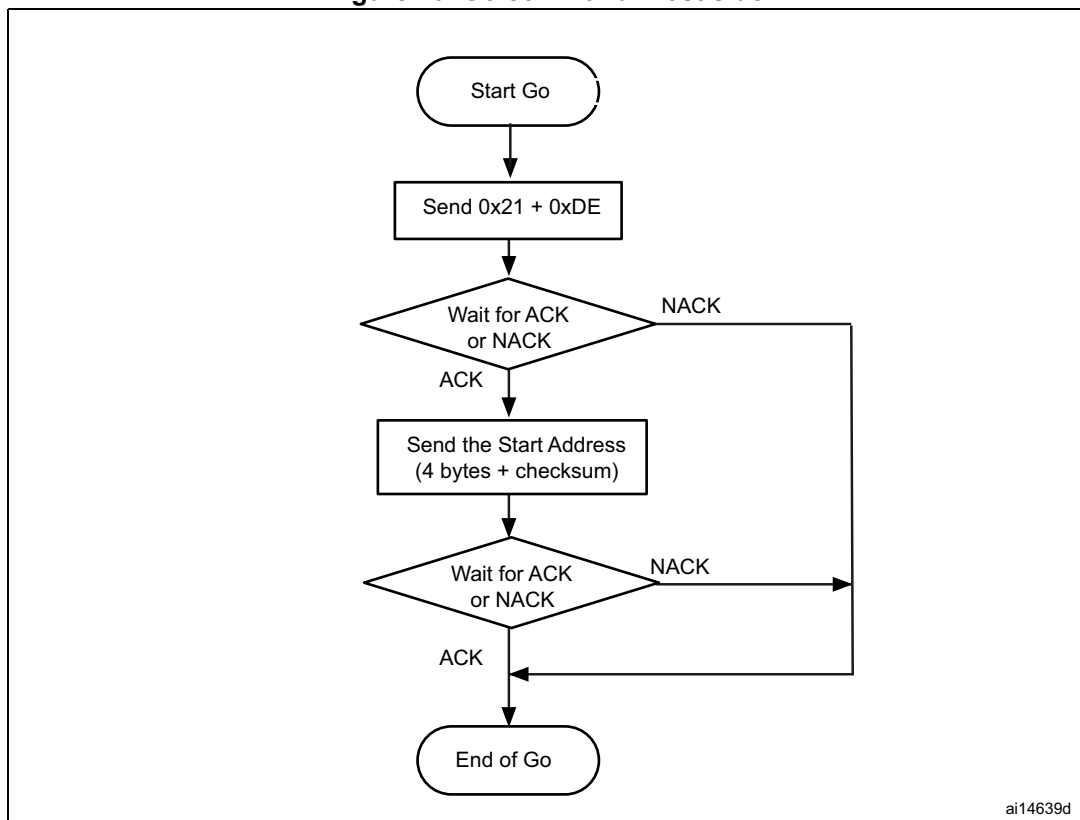 Start Go
Send 0x21 + 0xDE
Wait for ACK
or NACK
NACK
ACK
Send the Start Address
(4 bytes + checksum)
Wait for ACK
or NACK
NACK
ACK
End of Go
ai14639d